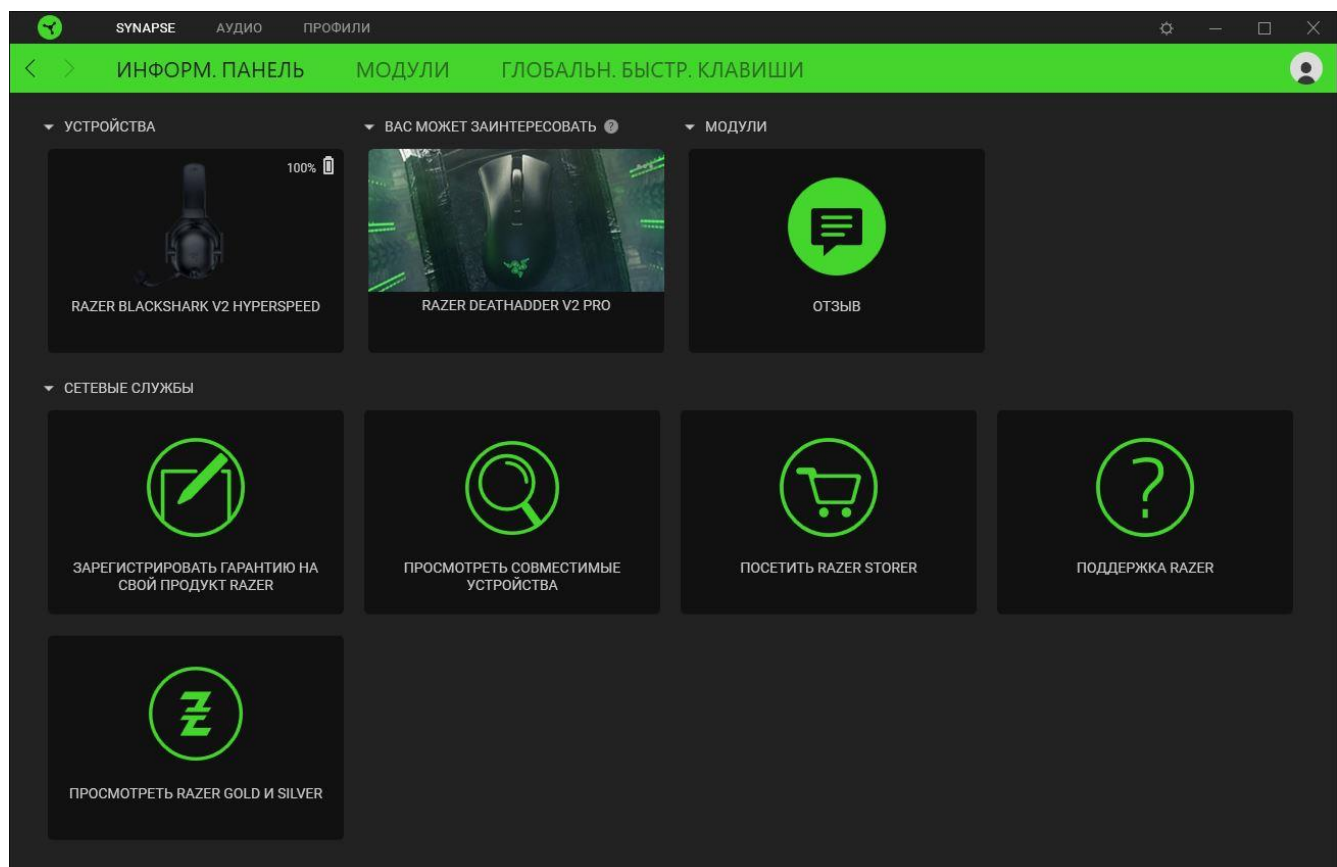 SYNAPSE АУДИО ПРОФИЛИ
ИНФОРМ. ПАНЕЛЬ МОДУЛИ ГЛОБАЛЬН. БЫСТР. КЛАВИШИ
УСТРОЙСТВА
100%
RAZER BLACKSHARK V2 HYPERSPEED
ВАС МОЖЕТ ЗАИНТЕРЕСОВАТЬ ?
RAZER DEATHADDER V2 PRO
МОДУЛИ
ОТЗЫВ
СЕТЕВЫЕ СЛУЖБЫ
ЗАРЕГИСТРИРОВАТЬ ГАРАНТИЮ НА
СВОЙ ПРОДУКТ RAZER
ПРОСМОТРЕТЬ СОВМЕСТИМЫЕ
УСТРОЙСТВА
ПОСЕТИТЬ RAZER STORER
?
ПОДДЕРЖКА RAZER
ПРОСМОТРЕТЬ RAZER GOLD И SILVER